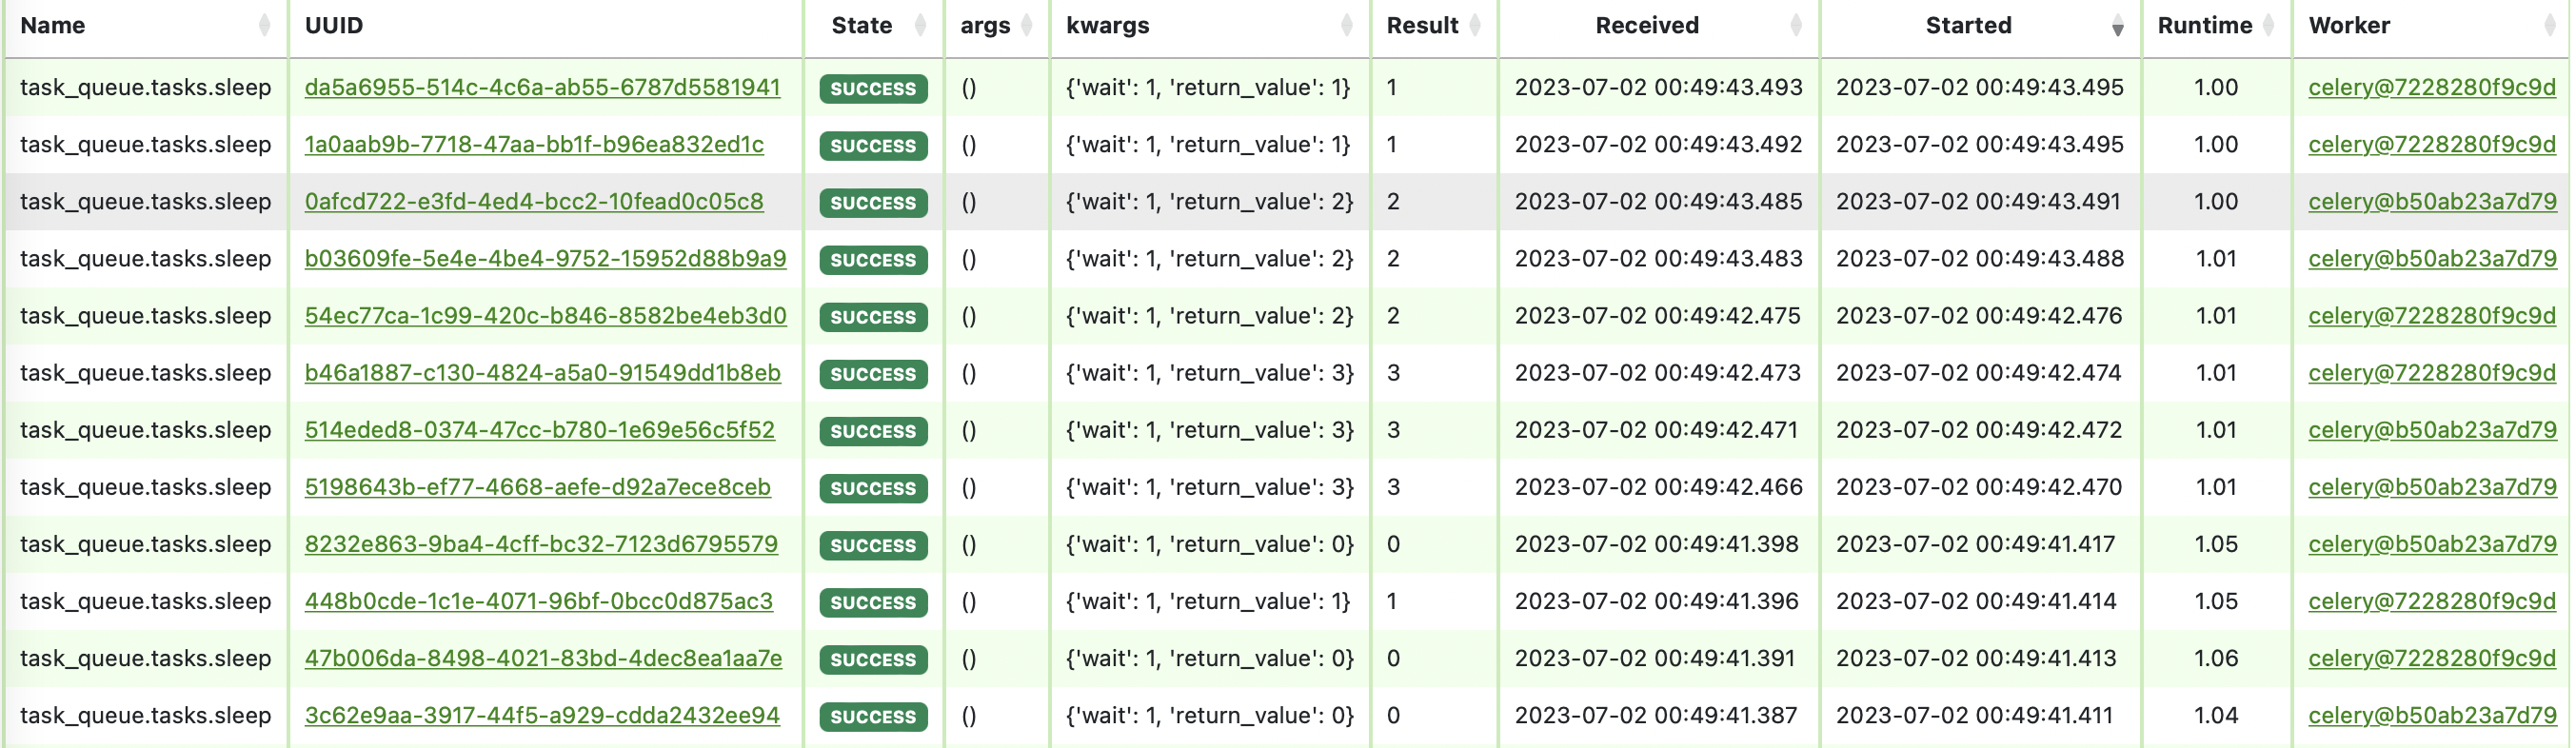 Name UUID State args kwargs Result Received Started Runtime Worker
task_queue.tasks.sleep da5a6955-514c-4c6a-ab55-6787d5581941 SUCCESS () {'wait': 1, 'return_value': 1} 1 2023-07-02 00:49:43.493 2023-07-02 00:49:43.495 1.00 celery@7228280f9c9d
task_queue.tasks.sleep 1a0aab9b-7718-47aa-bb1f-b96ea832ed1c SUCCESS () {'wait': 1, 'return_value': 1} 1 2023-07-02 00:49:43.492 2023-07-02 00:49:43.495 1.00 celery@7228280f9c9d
task_queue.tasks.sleep 0afcd722-e3fd-4ed4-bcc2-10fead0c05c8 SUCCESS () {'wait': 1, 'return_value': 2} 2 2023-07-02 00:49:43.485 2023-07-02 00:49:43.491 1.00 celery@b50ab23a7d79
task_queue.tasks.sleep b03609fe-5e4e-4be4-9752-15952d88b9a9 SUCCESS () {'wait': 1, 'return_value': 2} 2 2023-07-02 00:49:43.483 2023-07-02 00:49:43.488 1.01 celery@b50ab23a7d79
task_queue.tasks.sleep 54ec77ca-1c99-420c-b846-8582be4eb3d0 SUCCESS () {'wait': 1, 'return_value': 2} 2 2023-07-02 00:49:42.475 2023-07-02 00:49:42.476 1.01 celery@7228280f9c9d
task_queue.tasks.sleep b46a1887-c130-4824-a5a0-91549dd1b8eb SUCCESS () {'wait': 1, 'return_value': 3} 3 2023-07-02 00:49:42.473 2023-07-02 00:49:42.474 1.01 celery@7228280f9c9d
task_queue.tasks.sleep 514eded8-0374-47cc-b780-1e69e56c5f52 SUCCESS () {'wait': 1, 'return_value': 3} 3 2023-07-02 00:49:42.471 2023-07-02 00:49:42.472 1.01 celery@b50ab23a7d79
task_queue.tasks.sleep 5198643b-ef77-4668-aefe-d92a7ece8ceb SUCCESS () {'wait': 1, 'return_value': 3} 3 2023-07-02 00:49:42.466 2023-07-02 00:49:42.470 1.01 celery@b50ab23a7d79
task_queue.tasks.sleep 8232e863-9ba4-4cff-bc32-7123d6795579 SUCCESS () {'wait': 1, 'return_value': 0} 0 2023-07-02 00:49:41.398 2023-07-02 00:49:41.417 1.05 celery@b50ab23a7d79
task_queue.tasks.sleep 448b0cde-1c1e-4071-96bf-0bcc0d875ac3 SUCCESS () {'wait': 1, 'return_value': 1} 1 2023-07-02 00:49:41.396 2023-07-02 00:49:41.414 1.05 celery@7228280f9c9d
task_queue.tasks.sleep 47b006da-8498-4021-83bd-4dec8ea1aa7e SUCCESS () {'wait': 1, 'return_value': 0} 0 2023-07-02 00:49:41.391 2023-07-02 00:49:41.413 1.06 celery@7228280f9c9d
task_queue.tasks.sleep 3c62e9aa-3917-44f5-a929-cdda2432ee94 SUCCESS () {'wait': 1, 'return_value': 0} 0 2023-07-02 00:49:41.387 2023-07-02 00:49:41.411 1.04 celery@b50ab23a7d79